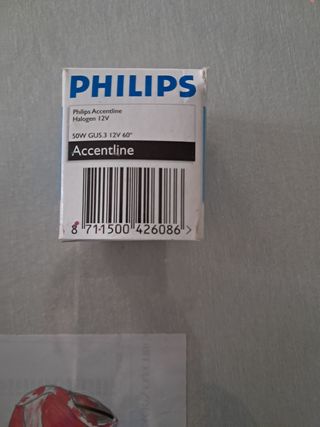 PHILIPS
Philips Accentline
Halogen 12V
50W GU5.3 12V 60°
Accentline
8 711500 426086 >